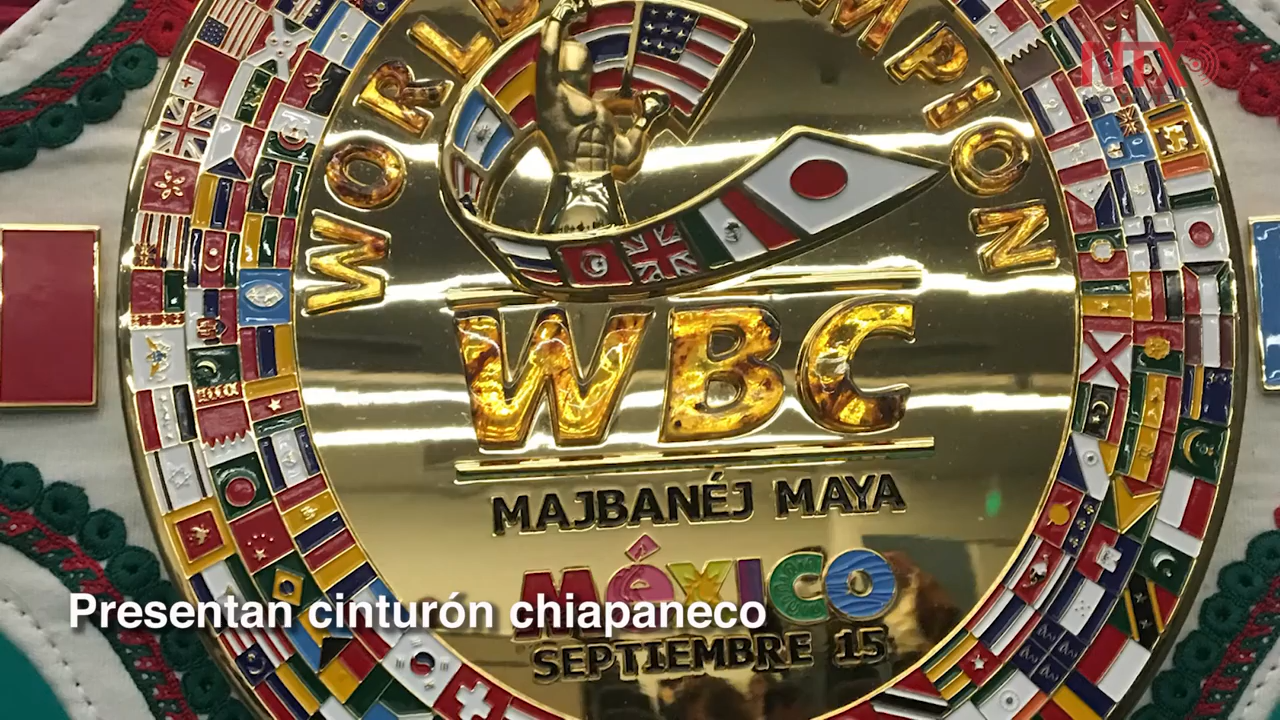 WORLD CHAMPION
NTX
WBC
MAJBANÉJ MAYA
MéXICO
SEPTIEMBRE 15
Presentan cinturón chiapaneco